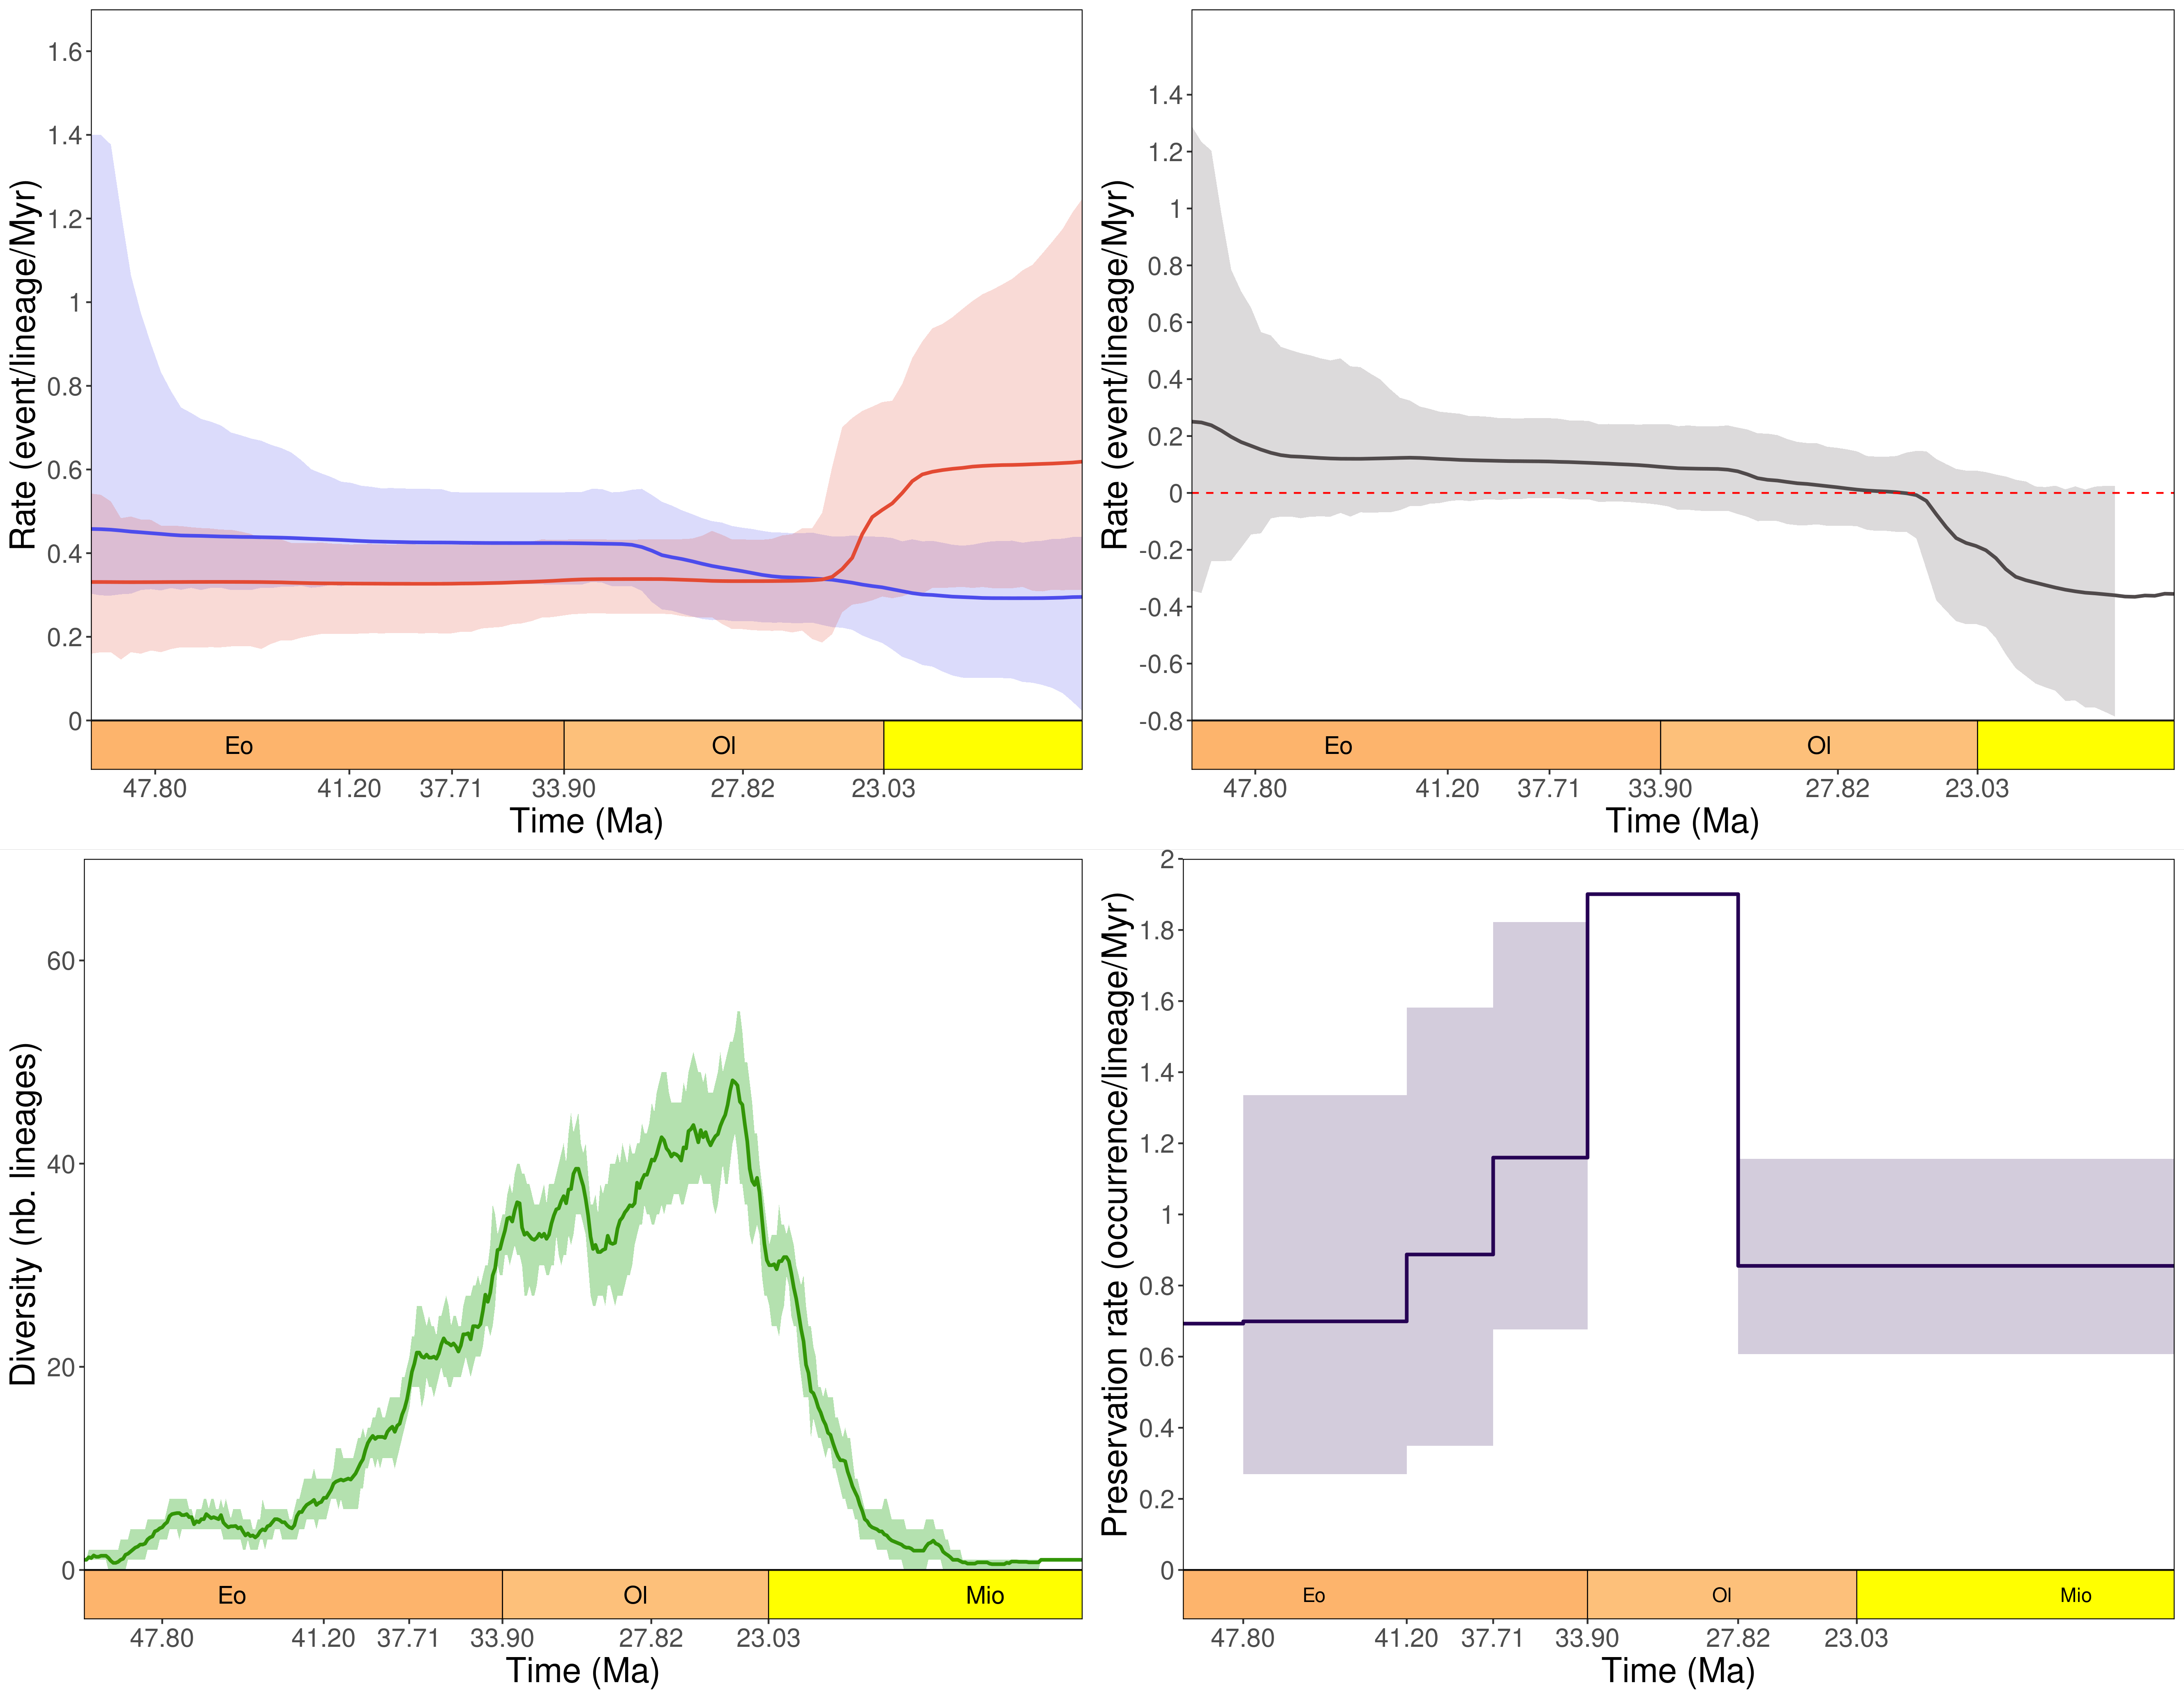 Rate (event/lineage/Myr)
1.6
1.4
1.2
1
0.8
0.6
0.4
0.2
0
Eo Ol
47.80 41.20 37.71 33.90 27.82 23.03
Time (Ma)
Rate (event/lineage/Myr)
1.4
1.2
1
0.8
0.6
0.4
0.2
0
-0.2
-0.4
-0.6
-0.8
Eo Ol
47.80 41.20 37.71 33.90 27.82 23.03
Time (Ma)
Diversity (nb. lineages)
60
40
20
0
Eo Ol Mio
47.80 41.20 37.71 33.90 27.82 23.03
Time (Ma)
Preservation rate (occurrence/lineage/Myr)
2
1.8
1.6
1.4
1.2
1
0.8
0.6
0.4
0.2
0
Eo Ol Mio
47.80 41.20 37.71 33.90 27.82 23.03
Time (Ma)